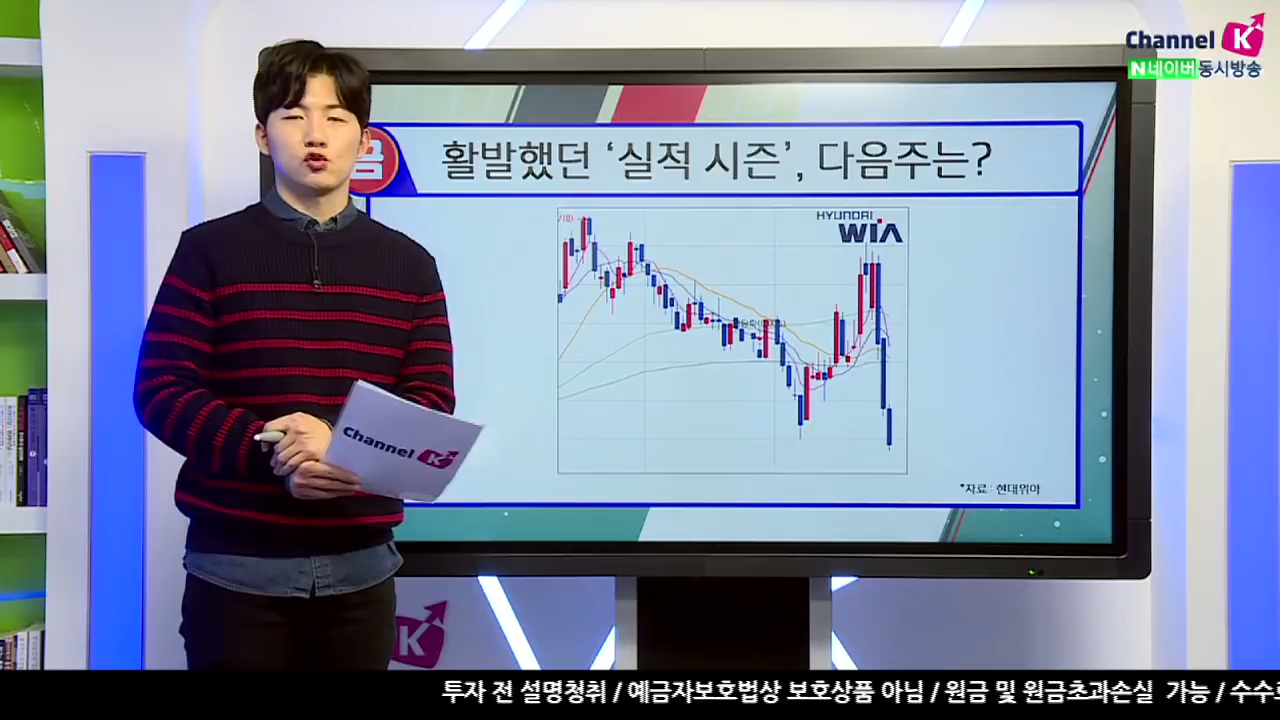 Channel K
N 네이버 동시방송
활발했던 '실적 시즌', 다음주는?
HYUNDAI
WIA
*자료 : 현대위아
Channel K
K
투자 전 설명청취 / 예금자보호법상 보호상품 아님 / 원금 및 원금초과손실 가능 /